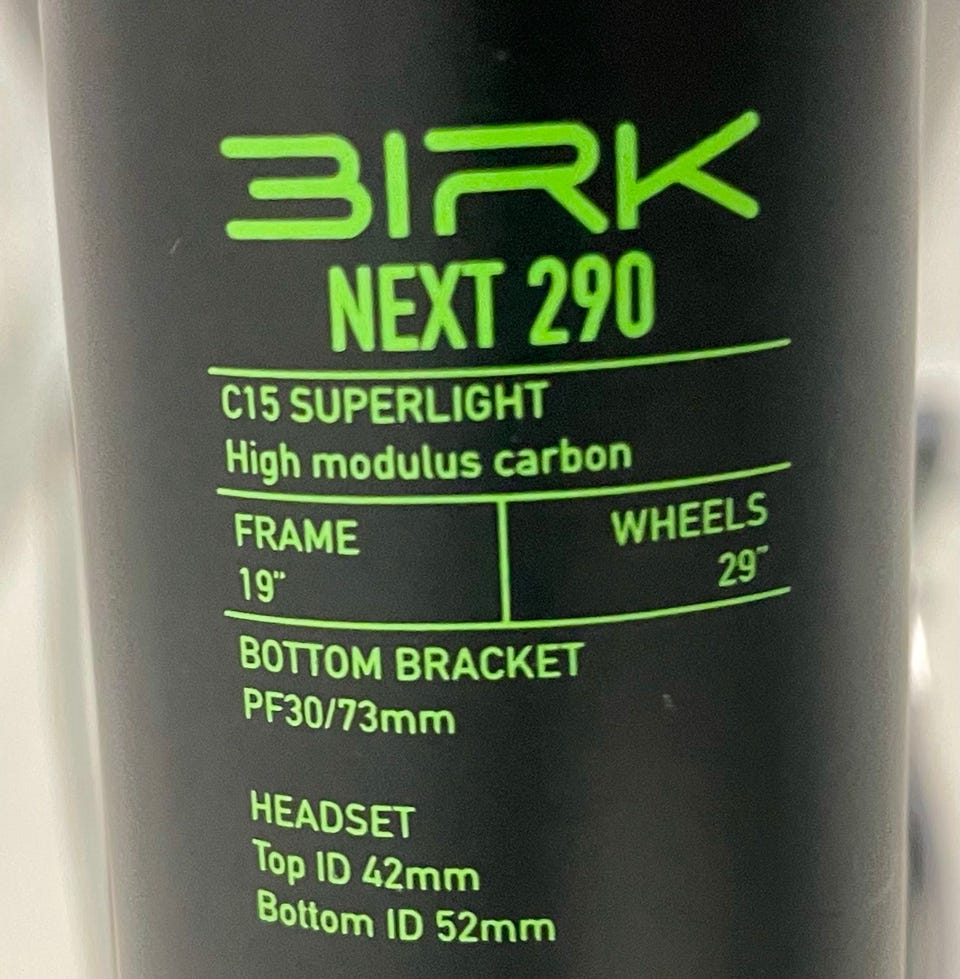 BIRK
NEXT 290
C15 SUPERLIGHT
High modulus carbon
FRAME
19"
WHEELS
29"
BOTTOM BRACKET
PF30/73mm
HEADSET
Top ID 42mm
Bottom ID 52mm